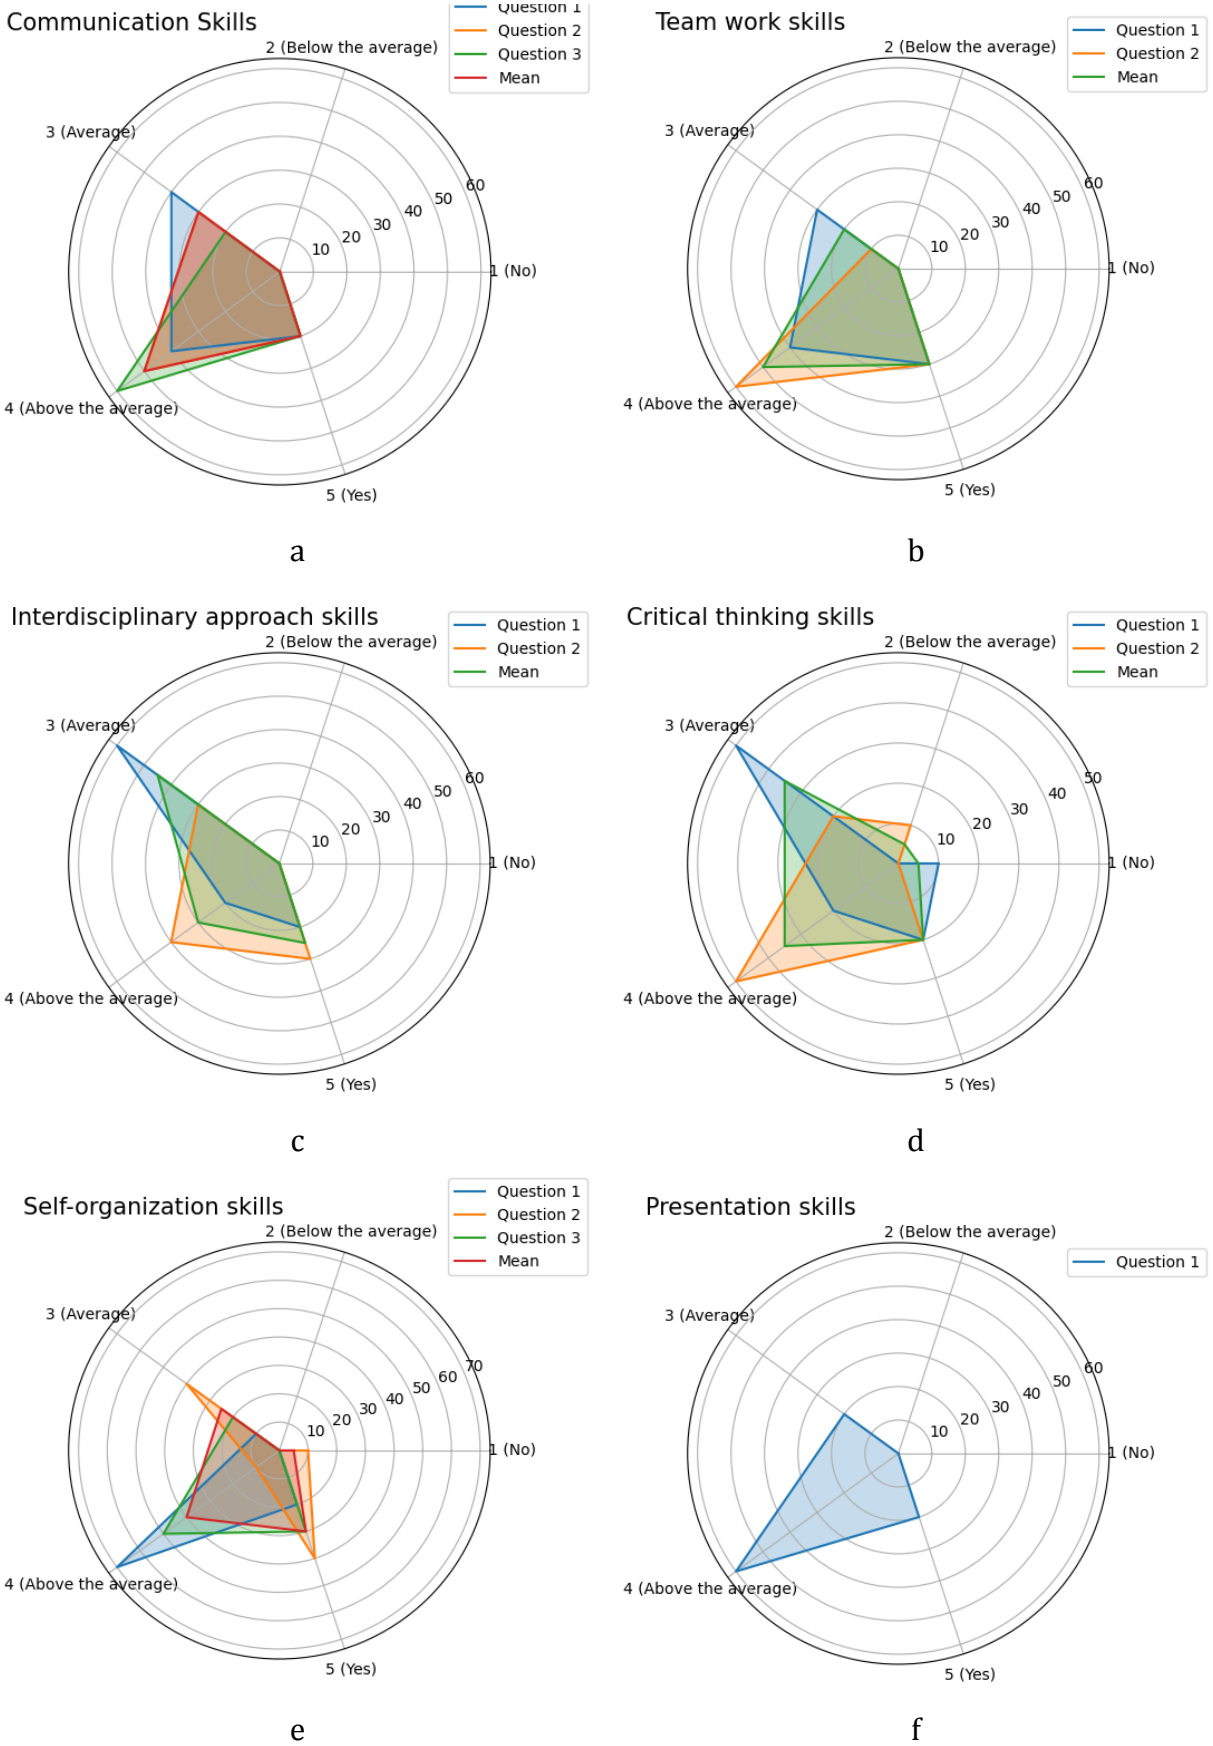 Communication Skills
Question 1
Question 2
Question 3
Mean
2 (Below the average)
3 (Average)
60
50
40
30
20
10
1 (No)
4 (Above the average)
5 (Yes)
a
Team work skills
Question 1
Question 2
Mean
2 (Below the average)
3 (Average)
60
50
40
30
20
10
1 (No)
4 (Above the average)
5 (Yes)
b
Interdisciplinary approach skills
Question 1
Question 2
Mean
2 (Below the average)
3 (Average)
60
50
40
30
20
10
1 (No)
4 (Above the average)
5 (Yes)
c
Critical thinking skills
Question 1
Question 2
Mean
2 (Below the average)
3 (Average)
50
40
30
20
10
1 (No)
4 (Above the average)
5 (Yes)
d
Self-organization skills
Question 1
Question 2
Question 3
Mean
2 (Below the average)
3 (Average)
70
60
50
40
30
20
10
1 (No)
4 (Above the average)
5 (Yes)
e
Presentation skills
Question 1
2 (Below the average)
3 (Average)
60
50
40
30
20
10
1 (No)
4 (Above the average)
5 (Yes)
f